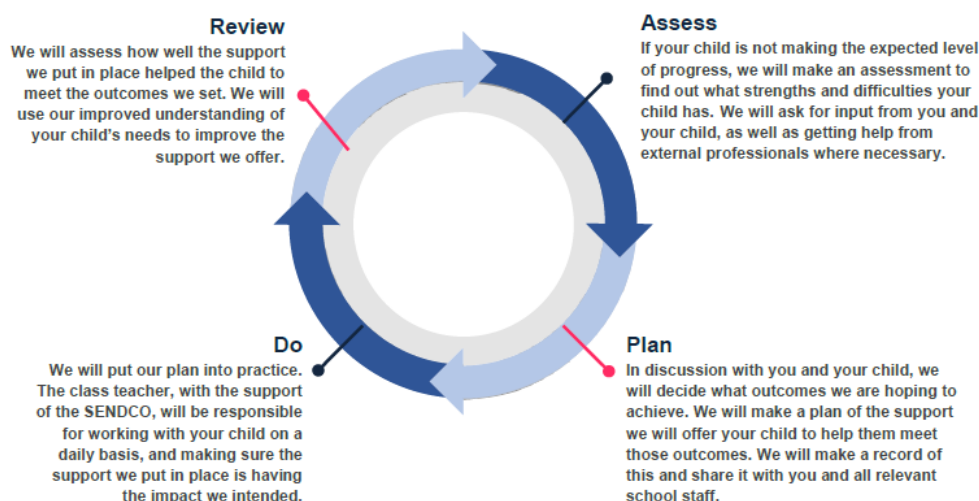 Review
We will assess how well the support
we put in place helped the child to
meet the outcomes we set. We will
use our improved understanding of
your child's needs to improve the
support we offer.
Assess
If your child is not making the expected level
of progress, we will make an assessment to
find out what strengths and difficulties your
child has. We will ask for input from you and
your child, as well as getting help from
external professionals where necessary.
Do
We will put our plan into practice.
The class teacher, with the support
of the SENDCO, will be responsible
for working with your child on a
daily basis, and making sure the
support we put in place is having
the impact we intended.
Plan
In discussion with you and your child, we
will decide what outcomes we are hoping to
achieve. We will make a plan of the support
we will offer your child to help them meet
those outcomes. We will make a record of
this and share it with you and all relevant
school staff.